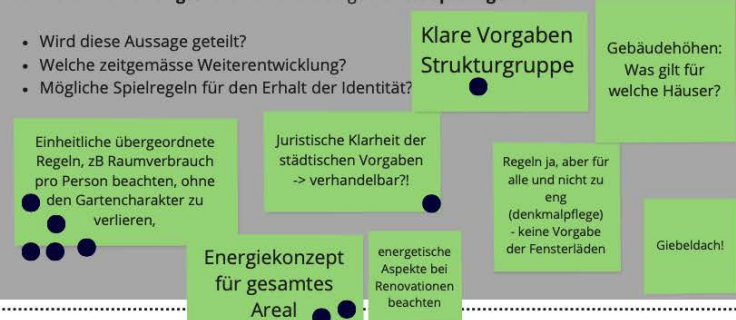 • Wird diese Aussage geteilt?
• Welche zeitgemässe Weiterentwicklung?
• Mögliche Spielregeln für den Erhalt der Identität?
Klare Vorgaben
Strukturgruppe
Gebäudehöhen:
Was gilt für
welche Häuser?
Einheitliche übergeordnete
Regeln, zB Raumverbrauch
pro Person beachten, ohne
den Gartencharakter zu
verlieren,
Juristische Klarheit der
städtischen Vorgaben
-> verhandelbar?!
Regeln ja, aber für
alle und nicht zu
eng
(denkmalpflege)
- keine Vorgabe
der Fensterläden
Giebeldach!
Energiekonzept
für gesamtes
Areal
energetische
Aspekte bei
Renovationen
beachten